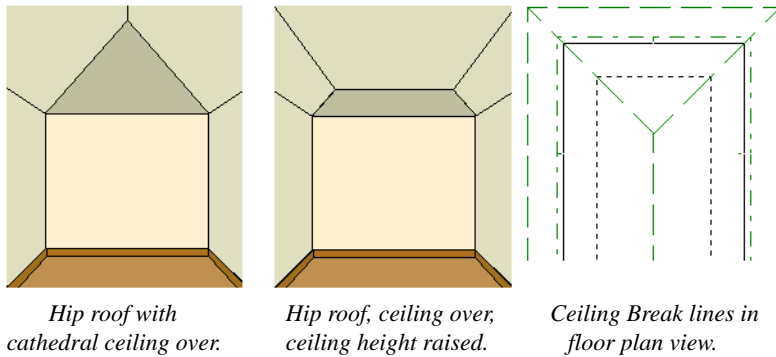 Hip roof with
cathedral ceiling over.
Hip roof, ceiling over,
ceiling height raised.
Ceiling Break lines in
floor plan view.